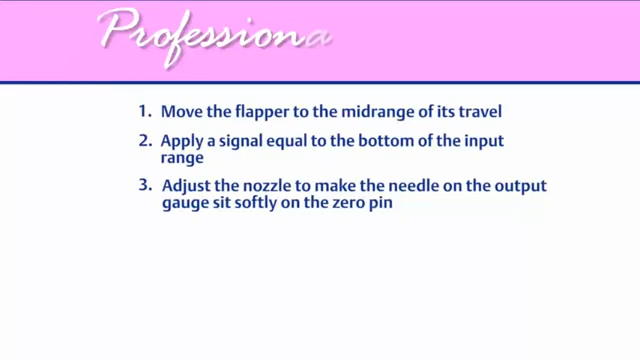 Professiona
1. Move the flapper to the midrange of its travel
2. Apply a signal equal to the bottom of the input
range
3. Adjust the nozzle to make the needle on the output
gauge sit softly on the zero pin